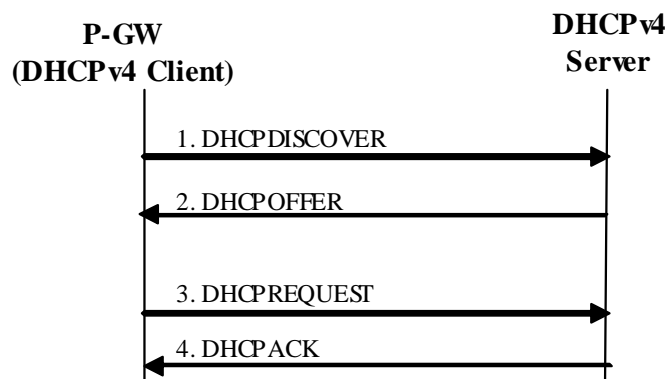 P-GW
(DHCPv4 Client)
DHCPv4
Server
1. DHCPDISCOVER
2. DHCPOFFER
3. DHCPREQUEST
4. DHCPACK